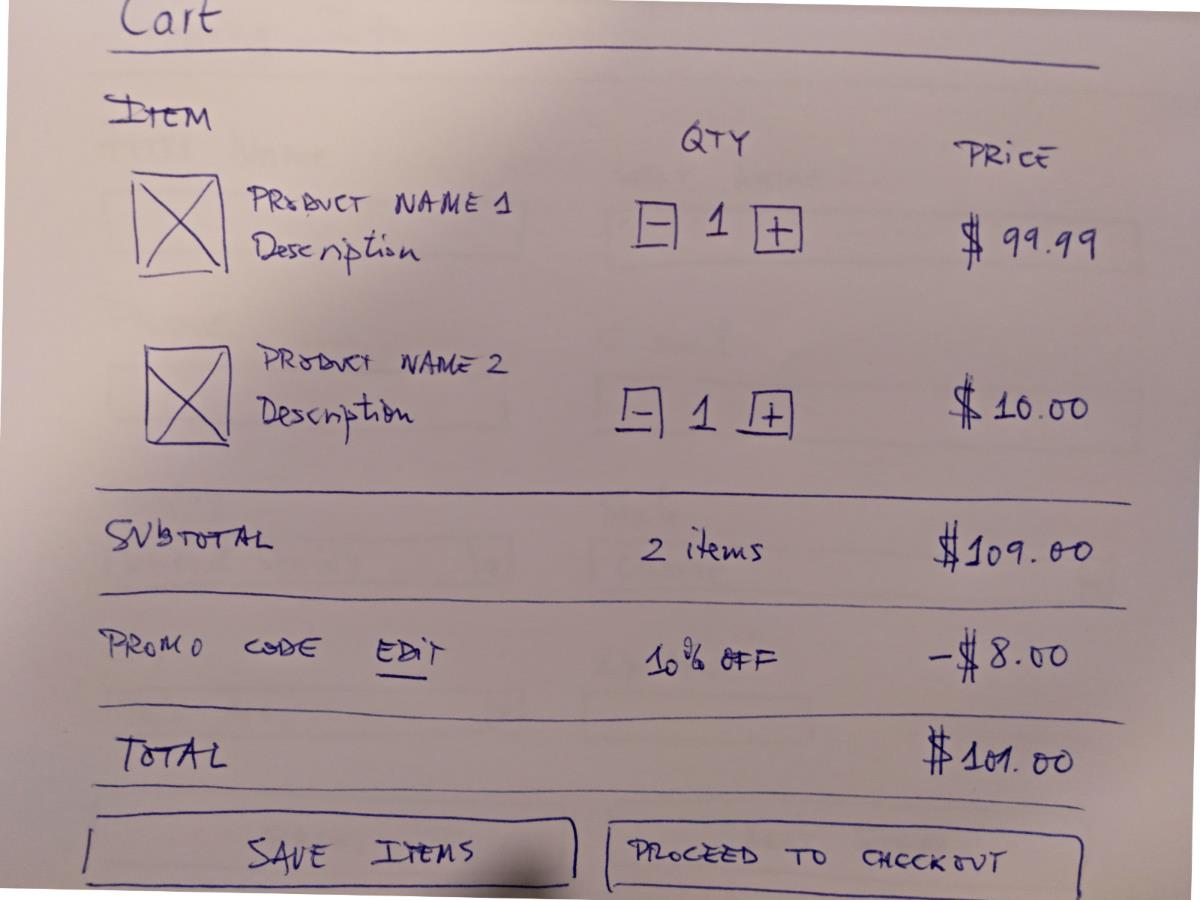 Cart
ITEM QTY PRICE
PRODUCT NAME 1
Description
- 1 + $ 99.99
PRODUCT NAME 2
Description
- 1 + $ 10.00
SUBTOTAL 2 items $109.00
PROMO CODE EDIT 10% OFF -$8.00
TOTAL $101.00
SAVE ITEMS PROCEED TO CHECKOUT